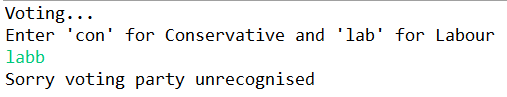 Voting...
Enter 'con' for Conservative and 'lab' for Labour
labb
Sorry voting party unrecognised